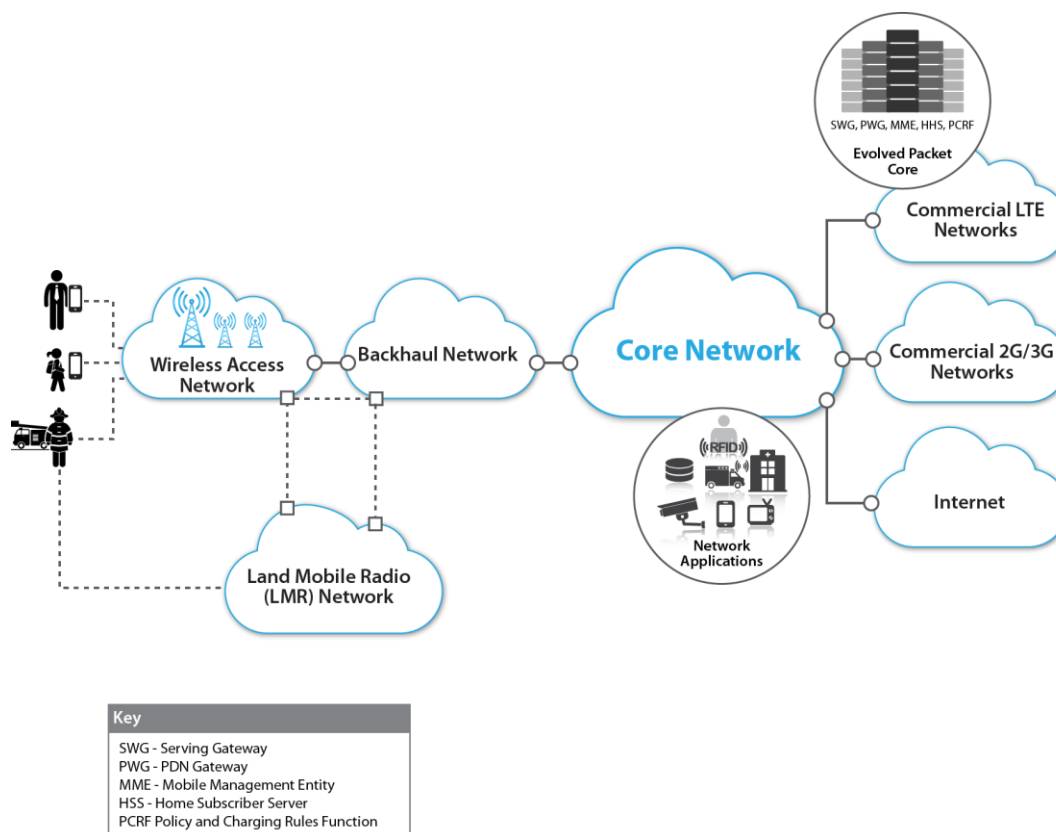 SWG, PWG, MME, HHS, PCRF
Evolved Packet
Core
Commercial LTE
Networks
Wireless Access
Network
Backhaul Network
Core Network
Commercial 2G/3G
Networks
RFID
Network
Applications
Internet
Land Mobile Radio
(LMR) Network
Key
SWG - Serving Gateway
PWG - PDN Gateway
MME - Mobile Management Entity
HSS - Home Subscriber Server
PCRF Policy and Charging Rules Function